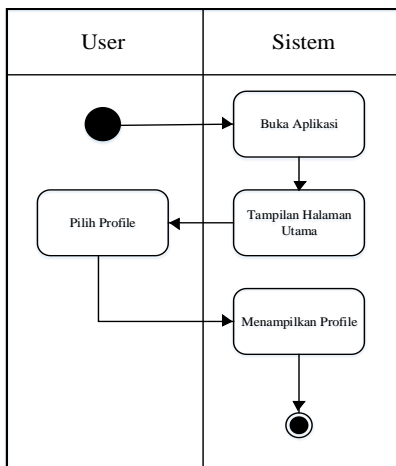 User
Sistem
Buka Aplikasi
Tampilan Halaman
Utama
Pilih Profile
Menampilkan Profile